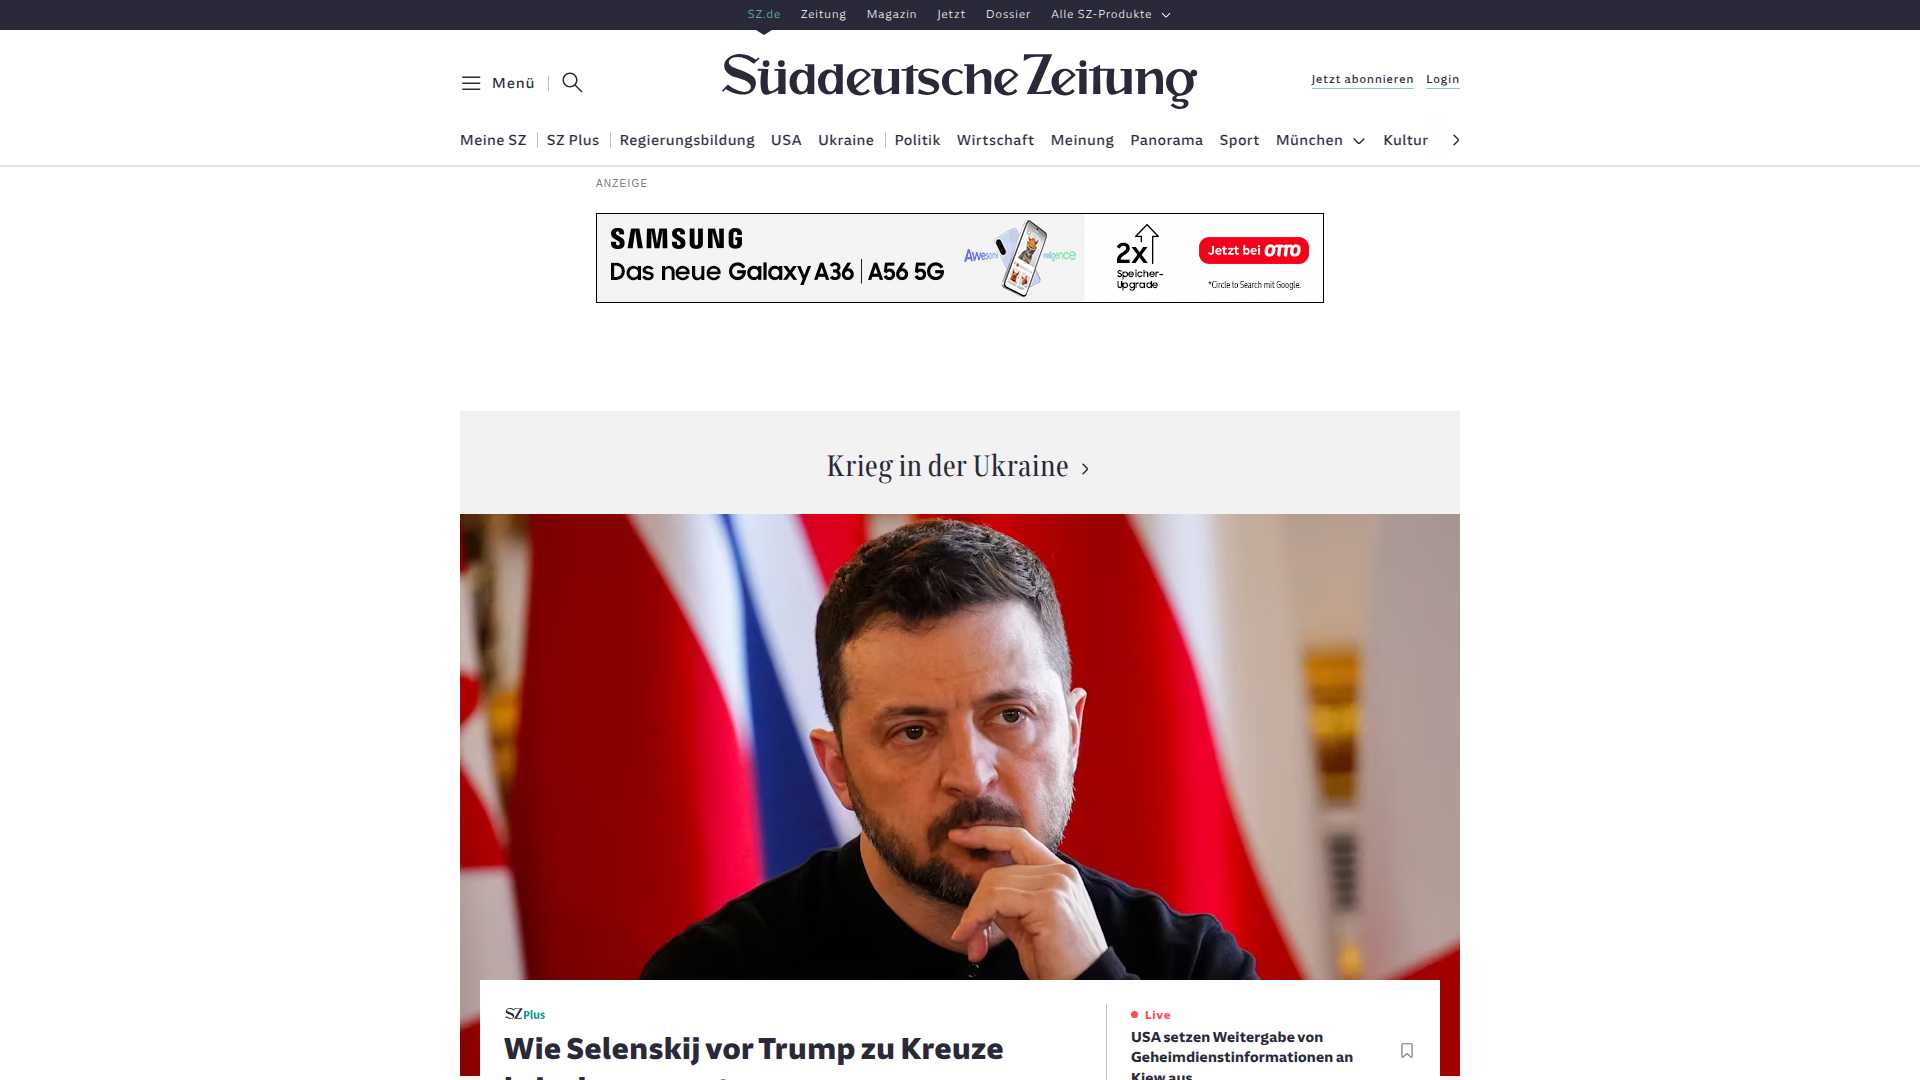 SZ.de Zeitung Magazin Jetzt Dossier Alle SZ-Produkte
Menü
Süddeutsche Zeitung
Jetzt abonnieren Login
Meine SZ SZ Plus Regierungsbildung USA Ukraine Politik Wirtschaft Meinung Panorama Sport München Kultur
ANZEIGE
SAMSUNG
Das neue Galaxy A36 | A56 5G
Awesome
2x
Speicher-
Upgrade
Jetzt bei OTTO
*Circle to Search mit Google.
Krieg in der Ukraine
SZ Plus
Wie Selenskij vor Trump zu Kreuze
Live
USA setzen Weitergabe von
Geheimdienstinformationen an
Kiew aus